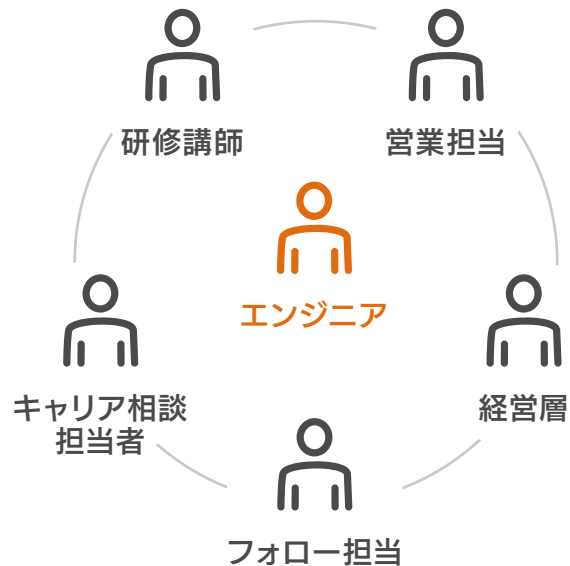 研修講師
営業担当
エンジニア
キャリア相談
担当者
経営層
フォロー担当